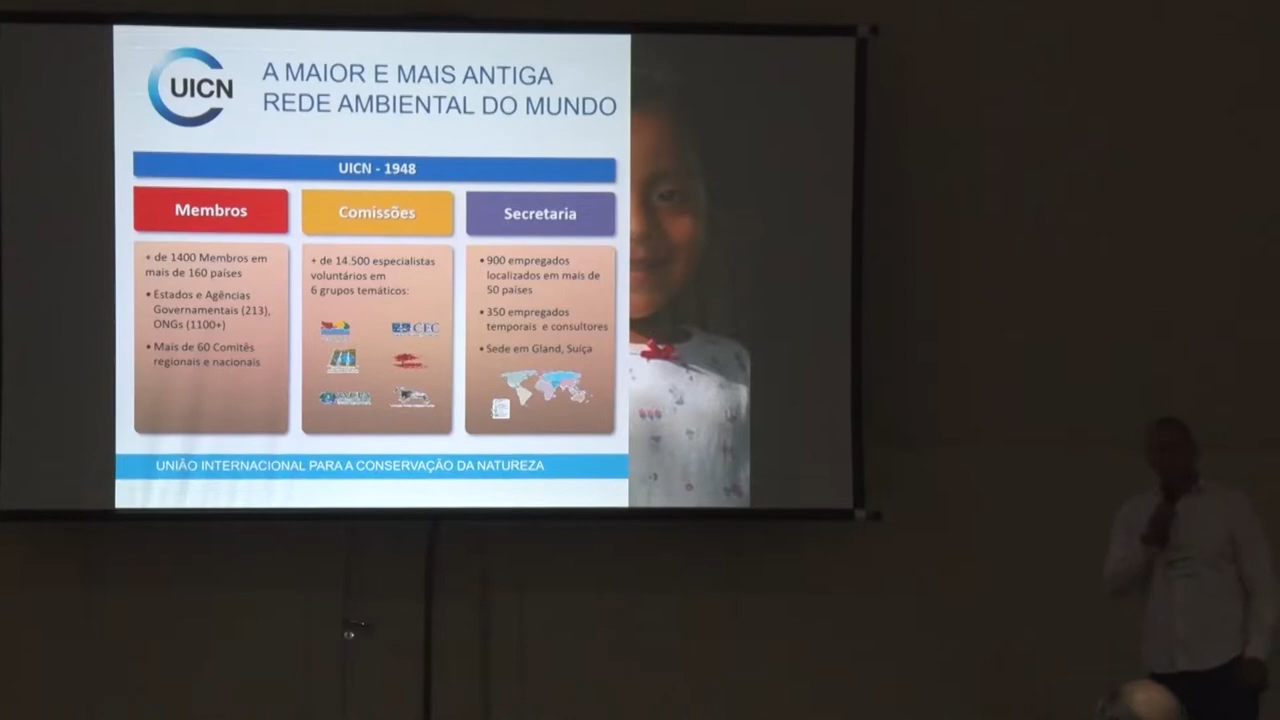 UICN
A MAIOR E MAIS ANTIGA
REDE AMBIENTAL DO MUNDO
UICN - 1948
Membros
+ de 1400 Membros em
mais de 160 países
• Estados e Agências
Governamentais (213),
ONGs (1100+)
• Mais de 60 Comitês
regionais e nacionais
Comissões
+ de 14.500 especialistas
voluntários em
6 grupos temáticos:
CEC
Secretaria
• 900 empregados
localizados em mais de
50 países
• 350 empregados
temporais e consultores
• Sede em Gland, Suiça
UNIÃO INTERNACIONAL PARA A CONSERVAÇÃO DA NATUREZA